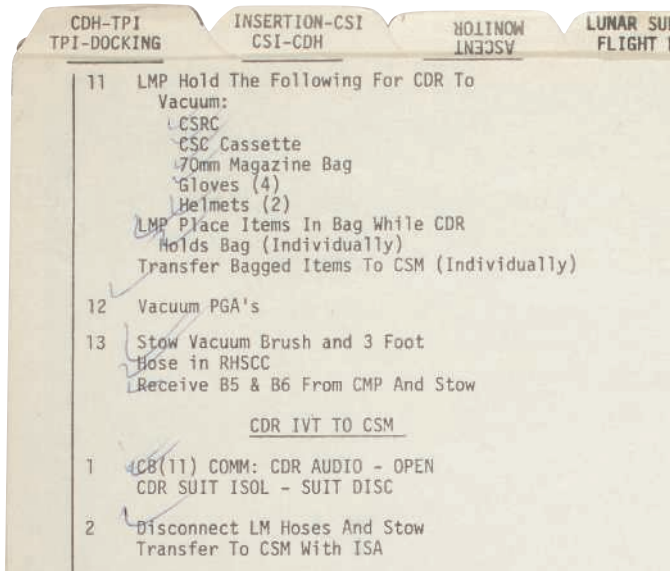 CDH-TPI
TPI-DOCKING
INSERTION-CSI
CSI-CDH
ASCENT
MONITOR
LUNAR SU
FLIGHT
11 LMP Hold The Following For CDR To
Vacuum:
CSRC
CSC Cassette
70mm Magazine Bag
Gloves (4)
Helmets (2)
LMP Place Items In Bag While CDR
Holds Bag (Individually)
Transfer Bagged Items To CSM (Individually)
12 Vacuum PGA's
13 Stow Vacuum Brush and 3 Foot
Hose in RHSCC
Receive B5 & B6 From CMP And Stow
CDR IVT TO CSM
1 CB(11) COMM: CDR AUDIO - OPEN
CDR SUIT ISOL - SUIT DISC
2 Disconnect LM Hoses And Stow
Transfer To CSM With ISA